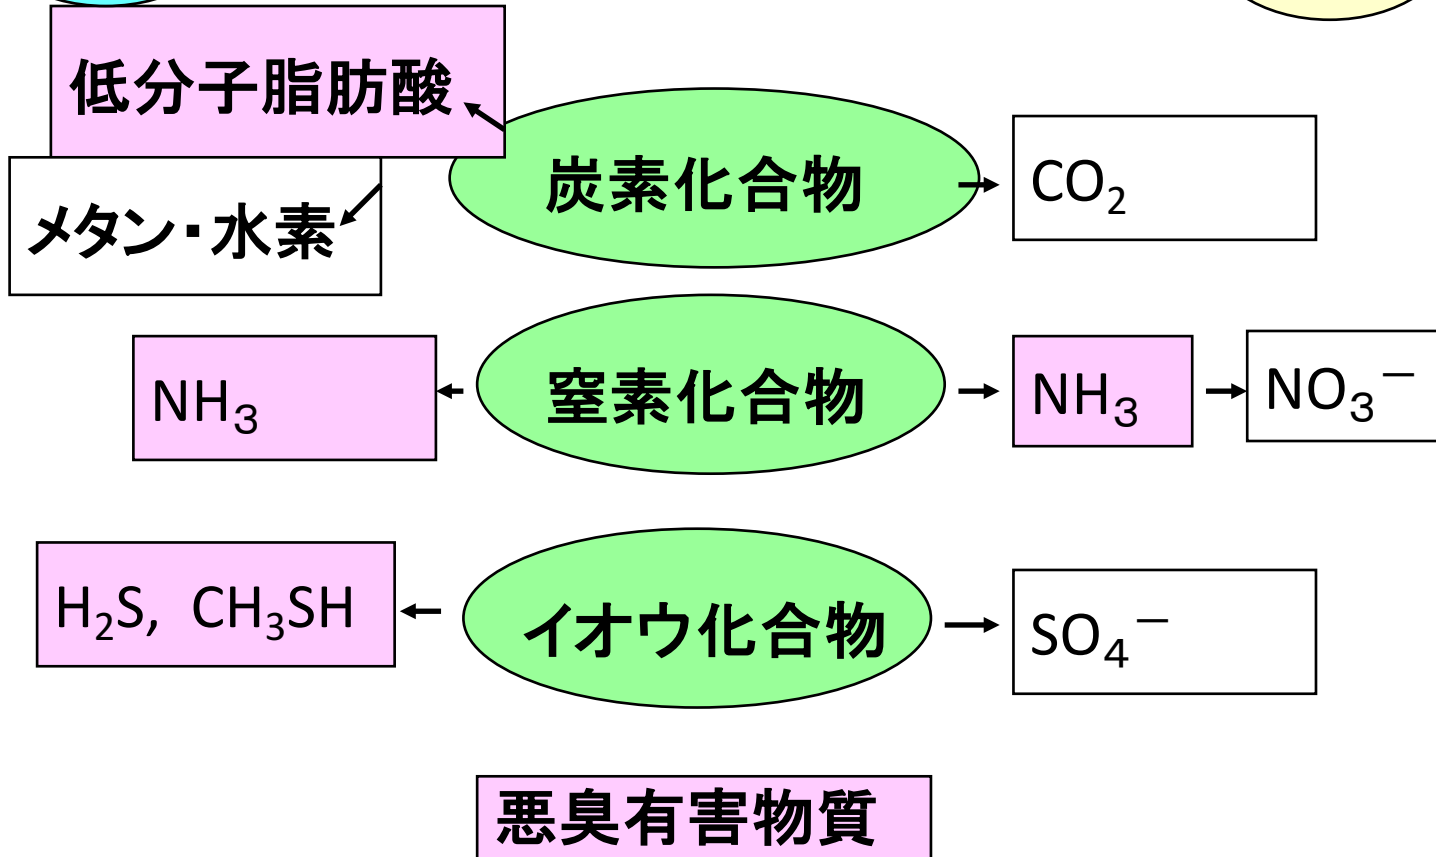 低分子脂肪酸
炭素化合物
CO₂
メタン・水素
NH₃
窒素化合物
NH₃
NO₃⁻
H₂S, CH₃SH
イオウ化合物
SO₄⁻
悪臭有害物質